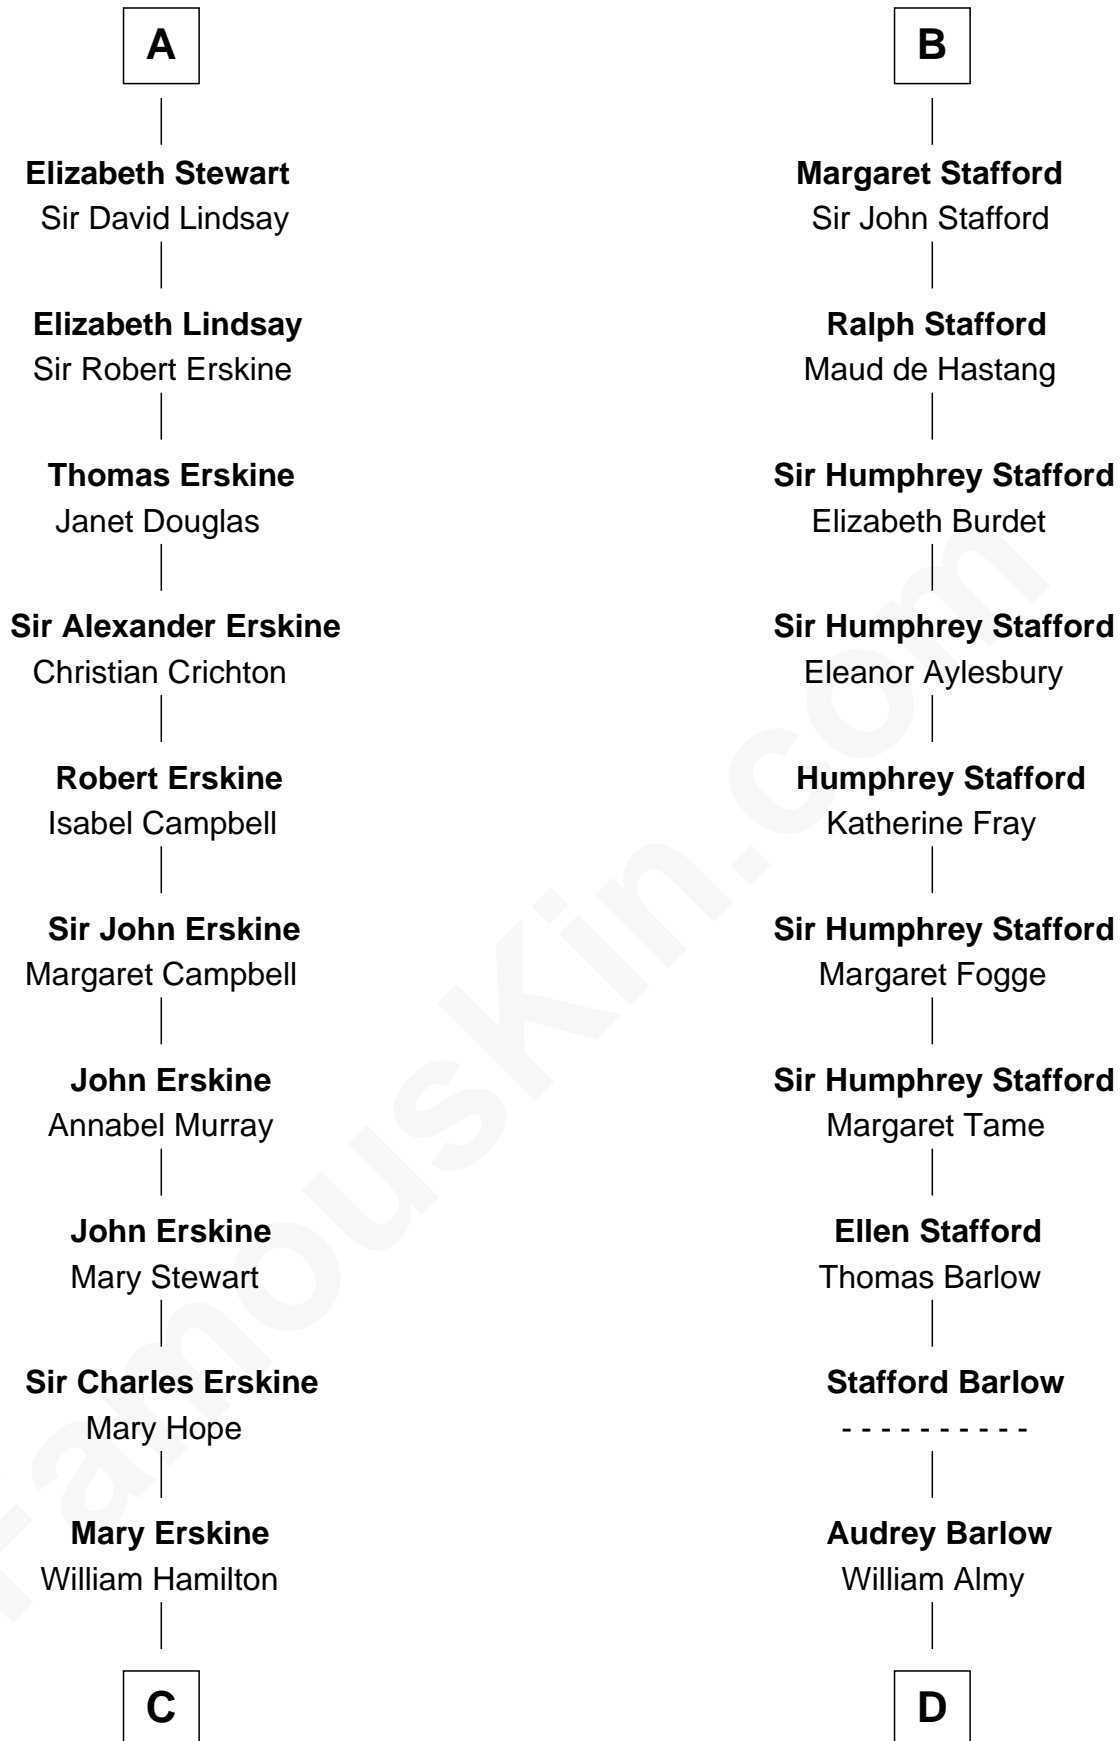 A
Elizabeth Stewart
Sir David Lindsay
Elizabeth Lindsay
Sir Robert Erskine
Thomas Erskine
Janet Douglas
Sir Alexander Erskine
Christian Crichton
Robert Erskine
Isabel Campbell
Sir John Erskine
Margaret Campbell
John Erskine
Annabel Murray
John Erskine
Mary Stewart
Sir Charles Erskine
Mary Hope
Mary Erskine
William Hamilton
C
B
Margaret Stafford
Sir John Stafford
Ralph Stafford
Maud de Hastang
Sir Humphrey Stafford
Elizabeth Burdet
Sir Humphrey Stafford
Eleanor Aylesbury
Humphrey Stafford
Katherine Fray
Sir Humphrey Stafford
Margaret Fogge
Sir Humphrey Stafford
Margaret Tame
Ellen Stafford
Thomas Barlow
Stafford Barlow
- - - - - - - - - -
Audrey Barlow
William Almy
D
FamousKin.com